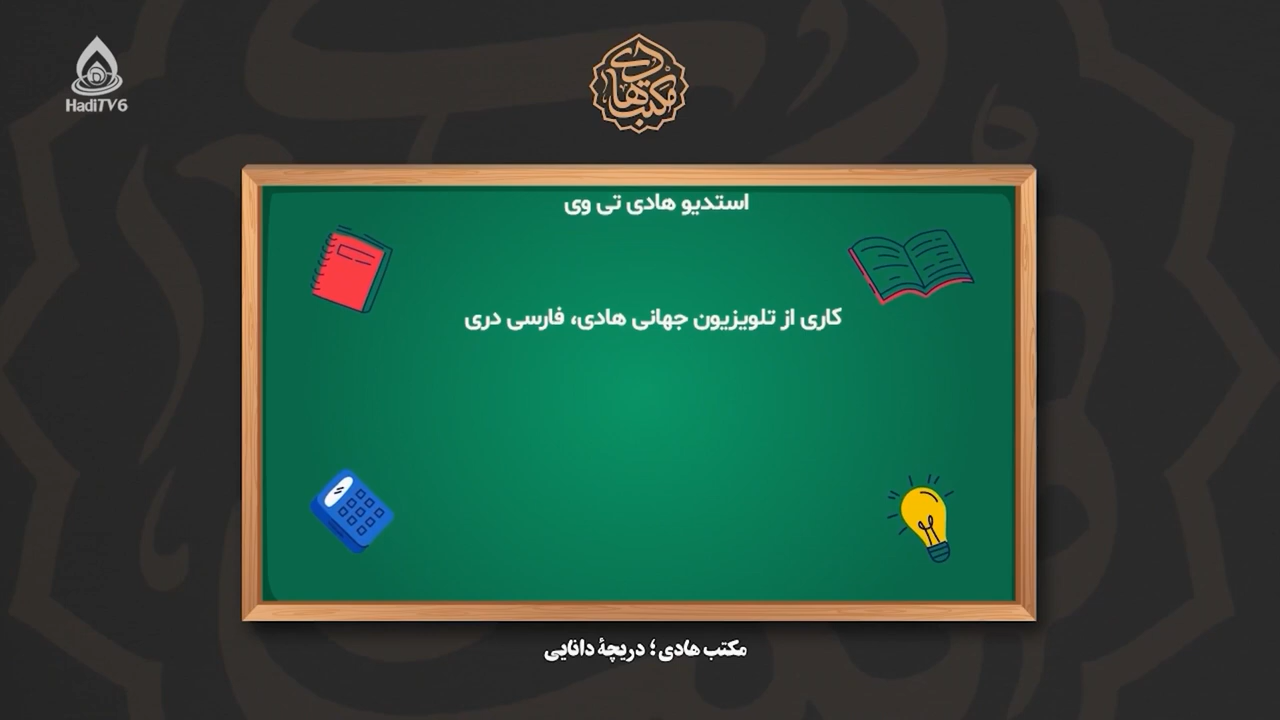 HadiTV6
مکتب هادی
استدیو هادی تی وی
کاری از تلویزیون جهانی هادی، فارسی دری
مکتب هادی؛ دریچهٔ دانایی